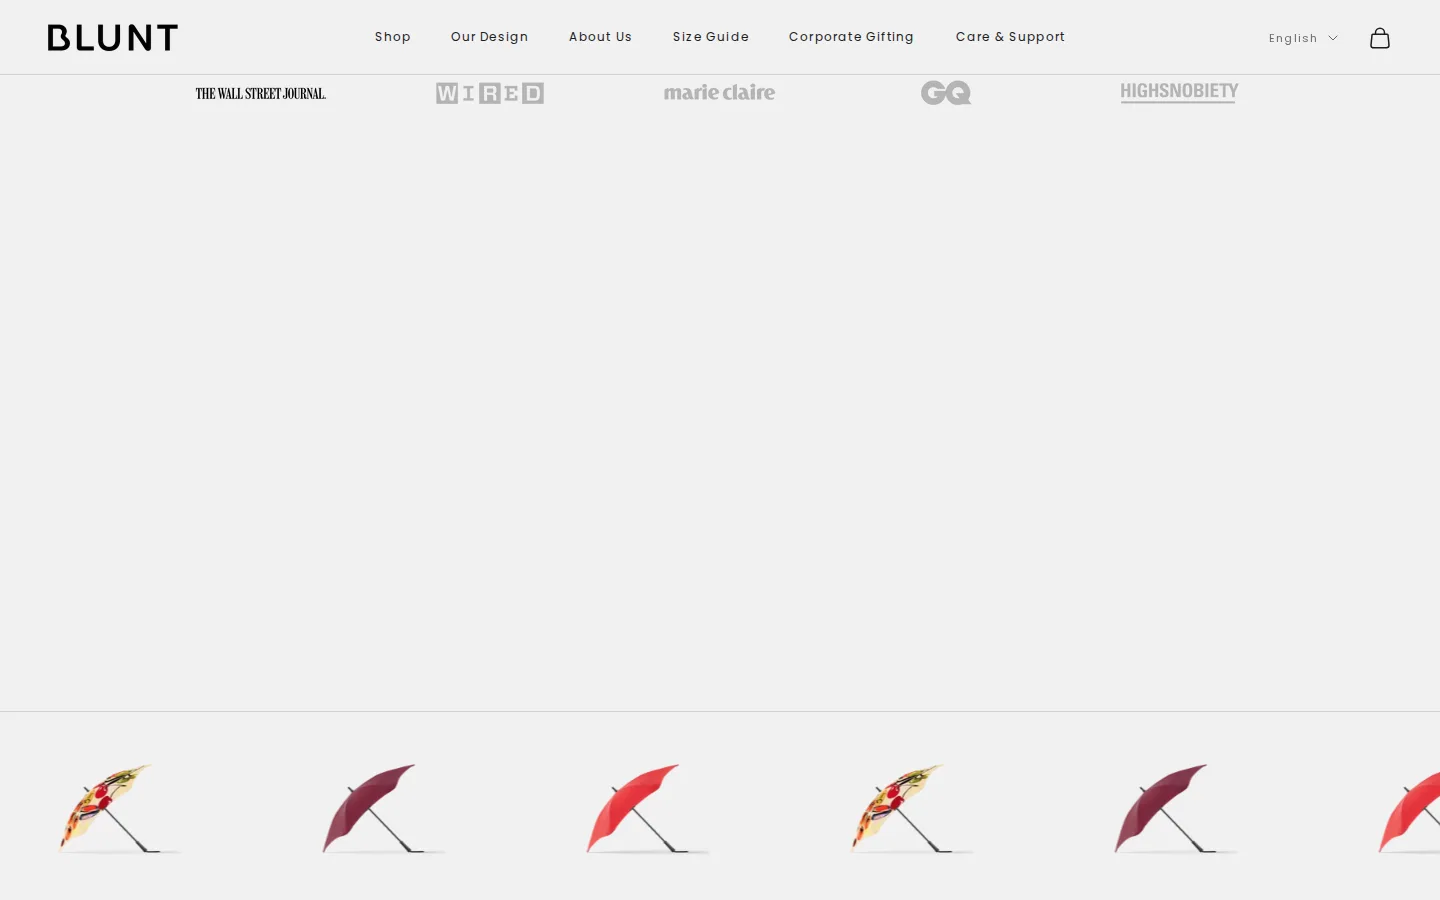 BLUNT
Shop
Our Design
About Us
Size Guide
Corporate Gifting
Care & Support
English
THE WALL STREET JOURNAL.
WIRED
marie claire
GQ
HIGHSNOBIETY